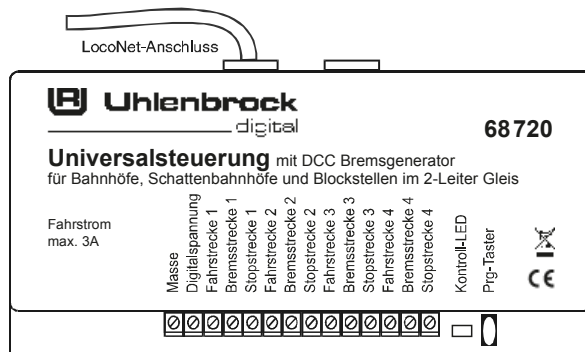 LocoNet-Anschluss
Uhlenbrock
digital
68720
Universalsteuerung mit DCC Bremsgenerator
für Bahnhöfe, Schattenbahnhöfe und Blockstellen im 2-Leiter Gleis
Fahrstrom
max. 3A
Masse
Digitalspannung
Fahrstrecke 1
Bremsstrecke 1
Stopstrecke 1
Fahrstrecke 2
Bremsstrecke 2
Stopstrecke 2
Fahrstrecke 3
Bremsstrecke 3
Stopstrecke 3
Fahrstrecke 4
Bremsstrecke 4
Stopstrecke 4
Kontroll-LED
Prg-Taster
CE